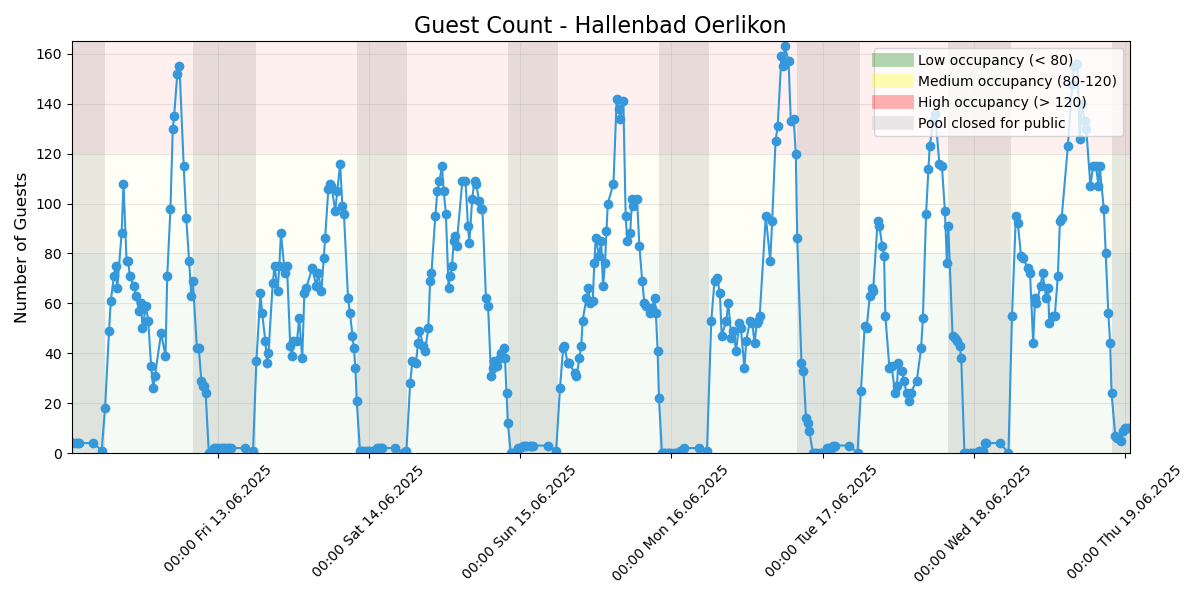 Guest Count - Hallenbad Oerlikon
Number of Guests
160
140
120
100
80
60
40
20
0
Low occupancy (< 80)
Medium occupancy (80-120)
High occupancy (> 120)
Pool closed for public
00:00 Fri 13.06.2025
00:00 Sat 14.06.2025
00:00 Sun 15.06.2025
00:00 Mon 16.06.2025
00:00 Tue 17.06.2025
00:00 Wed 18.06.2025
00:00 Thu 19.06.2025